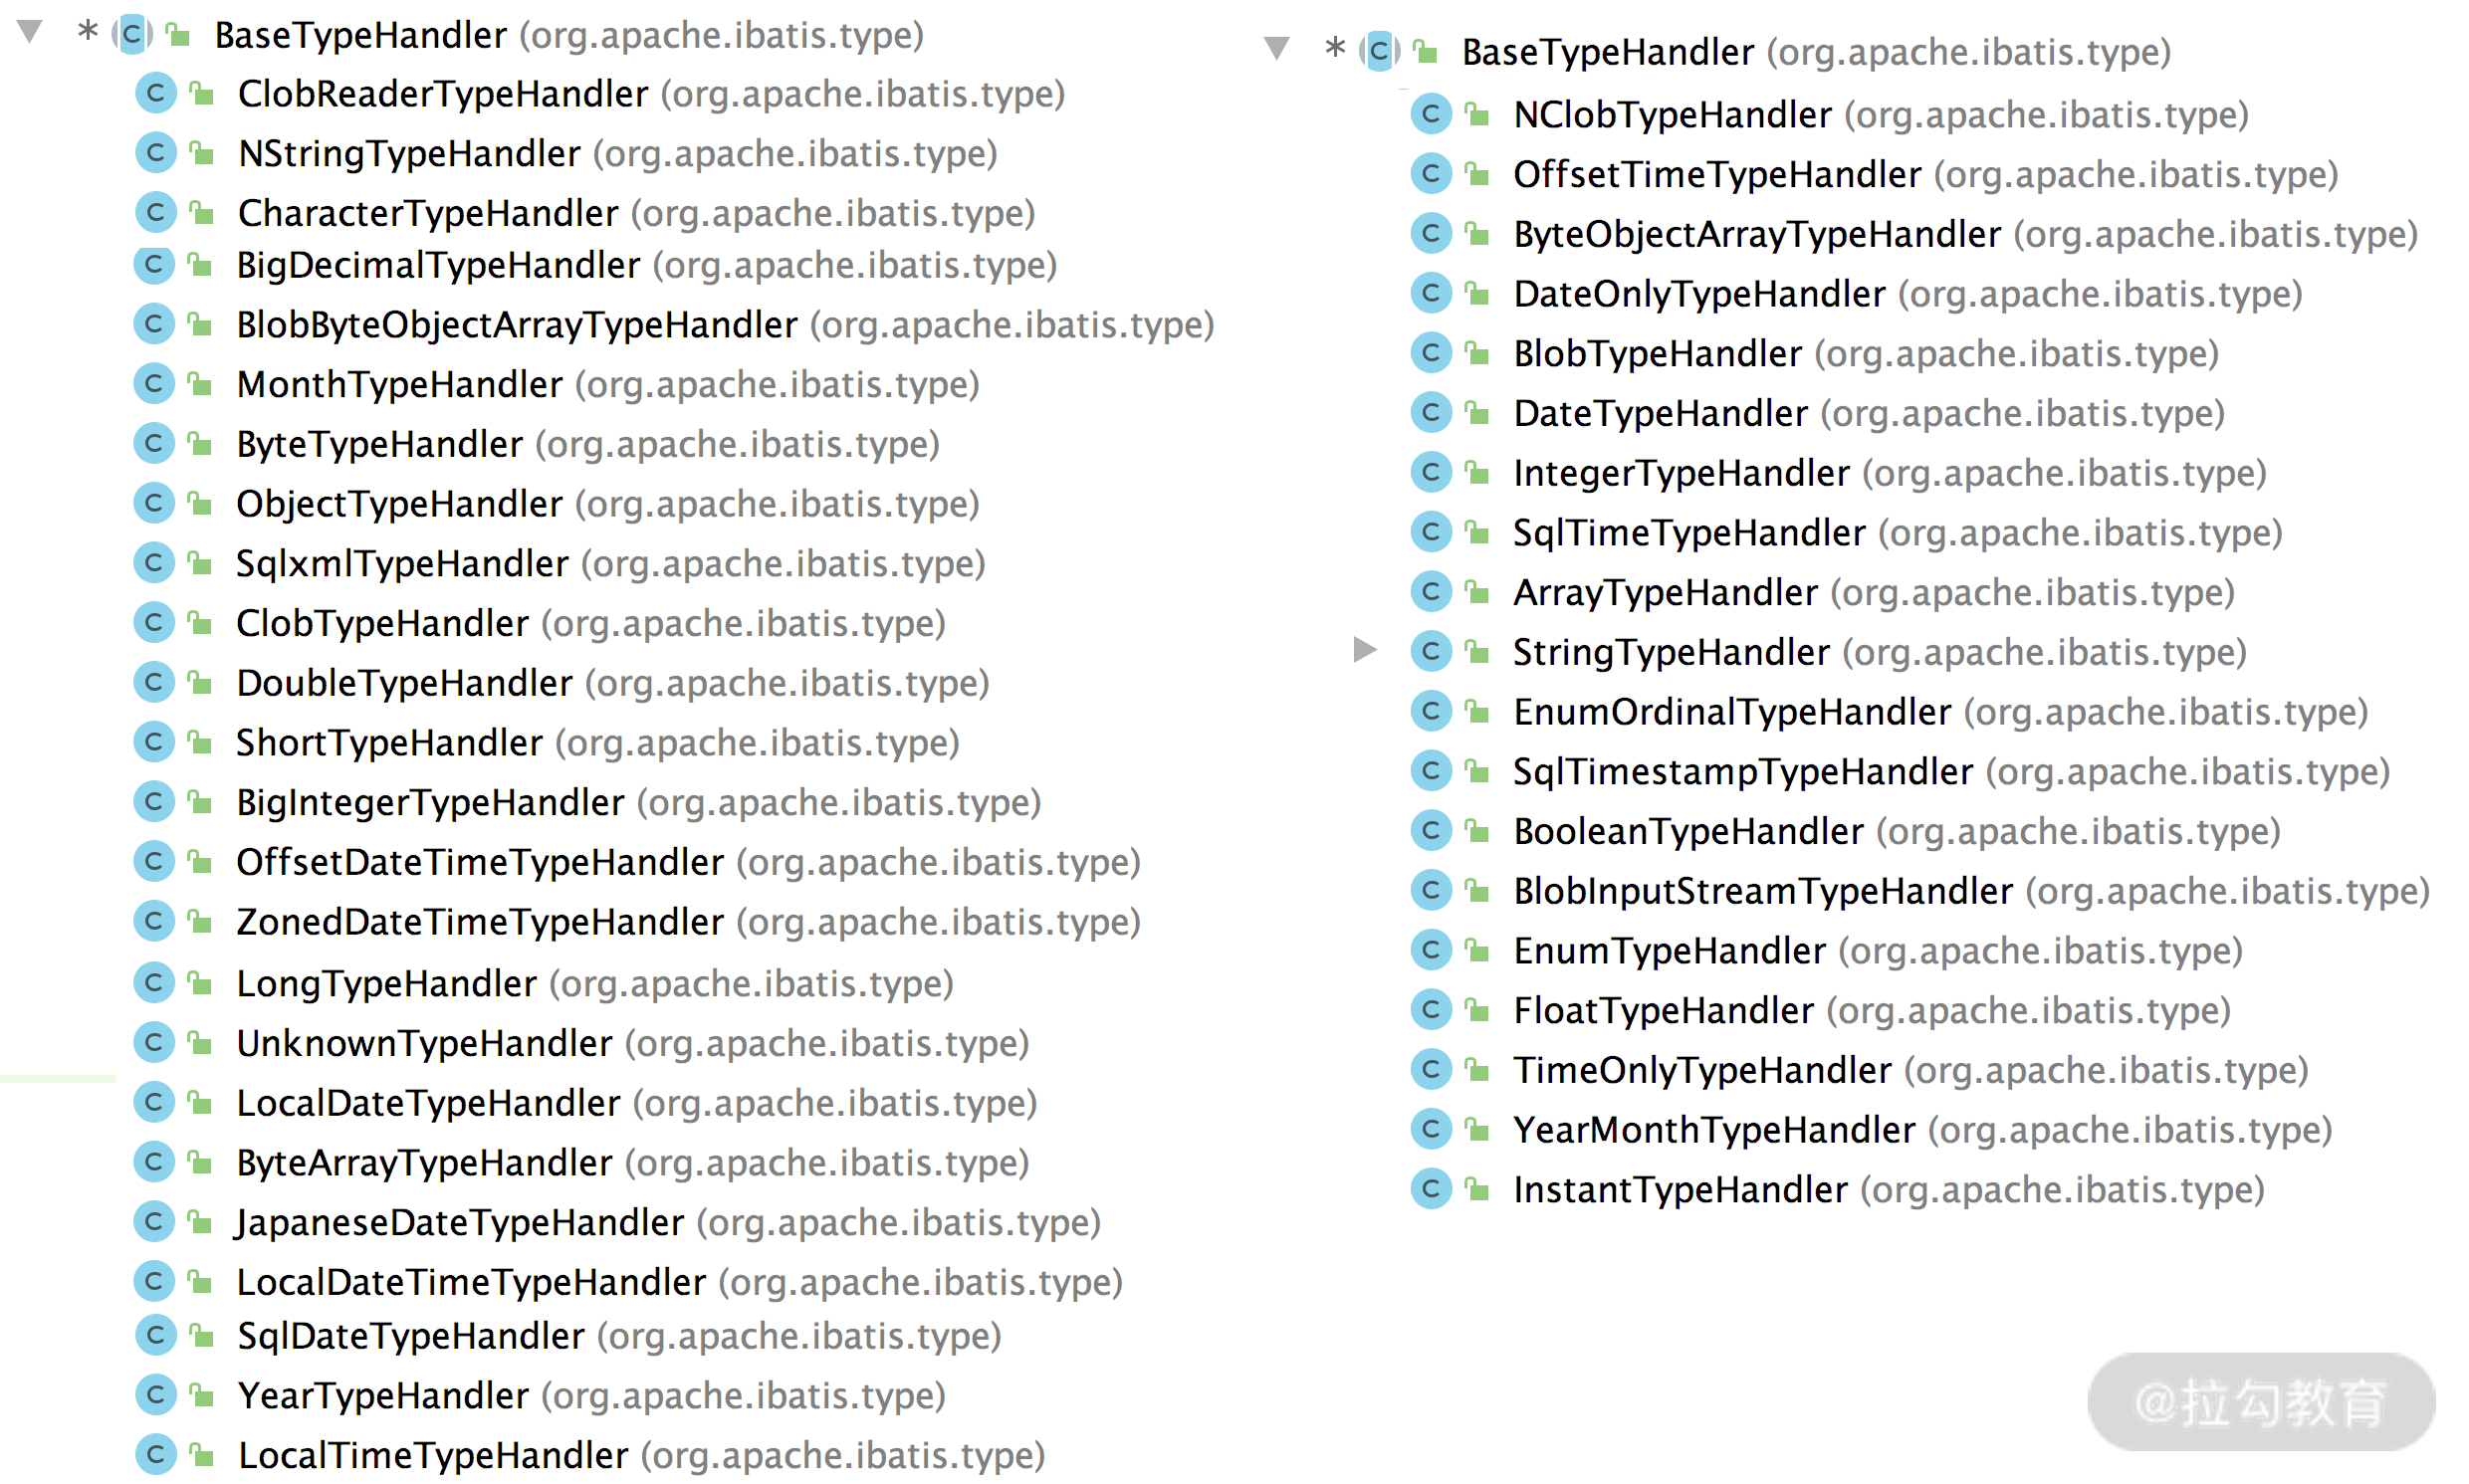 * BaseTypeHandler (org.apache.ibatis.type)
ClobReaderTypeHandler (org.apache.ibatis.type)
NStringTypeHandler (org.apache.ibatis.type)
CharacterTypeHandler (org.apache.ibatis.type)
BigDecimalTypeHandler (org.apache.ibatis.type)
BlobByteObjectArrayTypeHandler (org.apache.ibatis.type)
MonthTypeHandler (org.apache.ibatis.type)
ByteTypeHandler (org.apache.ibatis.type)
ObjectTypeHandler (org.apache.ibatis.type)
SqlxmlTypeHandler (org.apache.ibatis.type)
ClobTypeHandler (org.apache.ibatis.type)
DoubleTypeHandler (org.apache.ibatis.type)
ShortTypeHandler (org.apache.ibatis.type)
BigIntegerTypeHandler (org.apache.ibatis.type)
OffsetDateTimeTypeHandler (org.apache.ibatis.type)
ZonedDateTimeTypeHandler (org.apache.ibatis.type)
LongTypeHandler (org.apache.ibatis.type)
UnknownTypeHandler (org.apache.ibatis.type)
LocalDateTypeHandler (org.apache.ibatis.type)
ByteArrayTypeHandler (org.apache.ibatis.type)
JapaneseDateTypeHandler (org.apache.ibatis.type)
LocalDateTimeTypeHandler (org.apache.ibatis.type)
SqlDateTypeHandler (org.apache.ibatis.type)
YearTypeHandler (org.apache.ibatis.type)
LocalTimeTypeHandler (org.apache.ibatis.type)
* BaseTypeHandler (org.apache.ibatis.type)
NClobTypeHandler (org.apache.ibatis.type)
OffsetTimeTypeHandler (org.apache.ibatis.type)
ByteObjectArrayTypeHandler (org.apache.ibatis.type)
DateOnlyTypeHandler (org.apache.ibatis.type)
BlobTypeHandler (org.apache.ibatis.type)
DateTypeHandler (org.apache.ibatis.type)
IntegerTypeHandler (org.apache.ibatis.type)
SqlTimeTypeHandler (org.apache.ibatis.type)
ArrayTypeHandler (org.apache.ibatis.type)
StringTypeHandler (org.apache.ibatis.type)
EnumOrdinalTypeHandler (org.apache.ibatis.type)
SqlTimestampTypeHandler (org.apache.ibatis.type)
BooleanTypeHandler (org.apache.ibatis.type)
BlobInputStreamTypeHandler (org.apache.ibatis.type)
EnumTypeHandler (org.apache.ibatis.type)
FloatTypeHandler (org.apache.ibatis.type)
TimeOnlyTypeHandler (org.apache.ibatis.type)
YearMonthTypeHandler (org.apache.ibatis.type)
InstantTypeHandler (org.apache.ibatis.type)
@拉勾教育